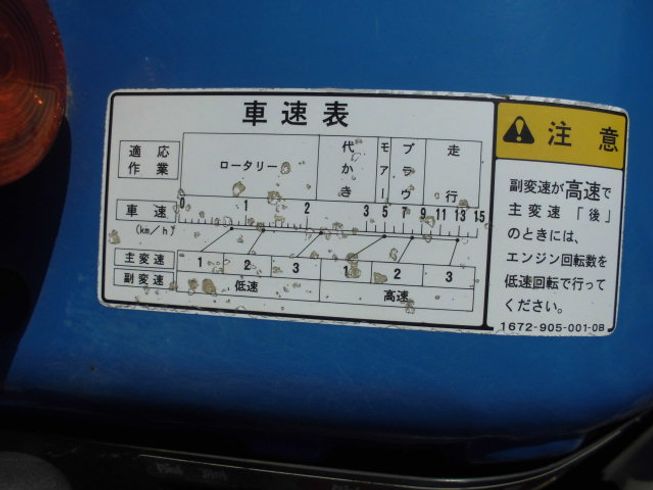 車速表
適応作業 ロータリー 代かき モアー プラウ 走行
車速(km/h) 0 1 2 3 5 7 9 11 13 15
主変速 1 2 3 1 2 3
副変速 低速 高速
注意
副変速が高速で
主変速「後」
のときには、
エンジン回転数を
低速回転で行って
ください。
1672-905-001-0B